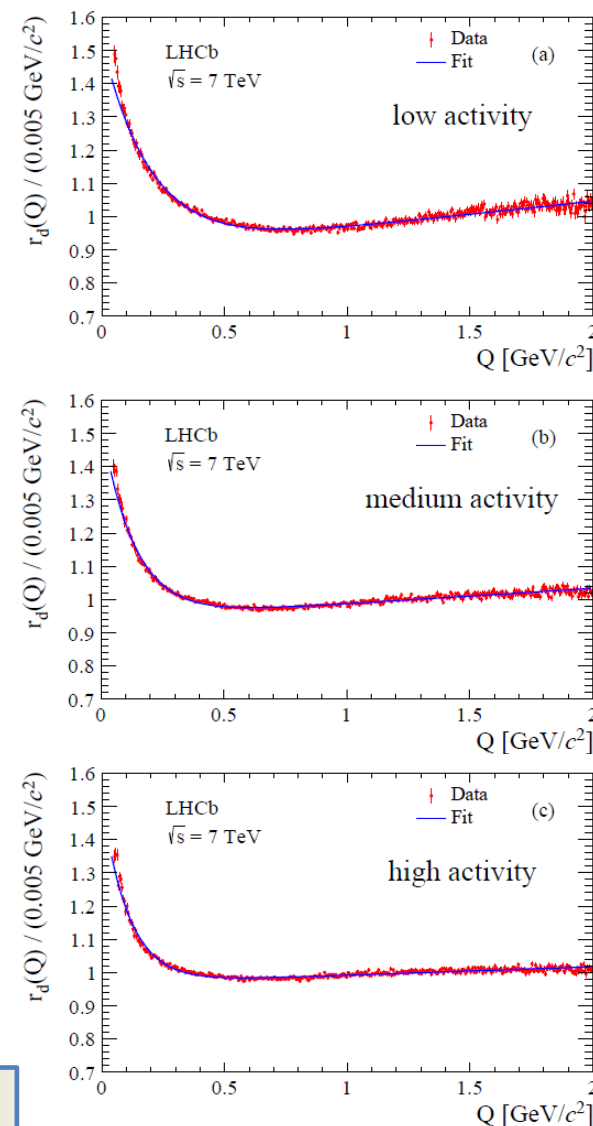 r_d(Q) / (0.005 GeV/c²)
1.6
1.5
1.4
1.3
1.2
1.1
1
0.9
0.8
0.7
LHCb
√s = 7 TeV
Data
Fit
(a)
low activity
0 0.5 1 1.5 2
Q [GeV/c²]
r_d(Q) / (0.005 GeV/c²)
1.6
1.5
1.4
1.3
1.2
1.1
1
0.9
0.8
0.7
LHCb
√s = 7 TeV
Data
Fit
(b)
medium activity
0 0.5 1 1.5 2
Q [GeV/c²]
r_d(Q) / (0.005 GeV/c²)
1.6
1.5
1.4
1.3
1.2
1.1
1
0.9
0.8
0.7
LHCb
√s = 7 TeV
Data
Fit
(c)
high activity
0 0.5 1 1.5 2
Q [GeV/c²]